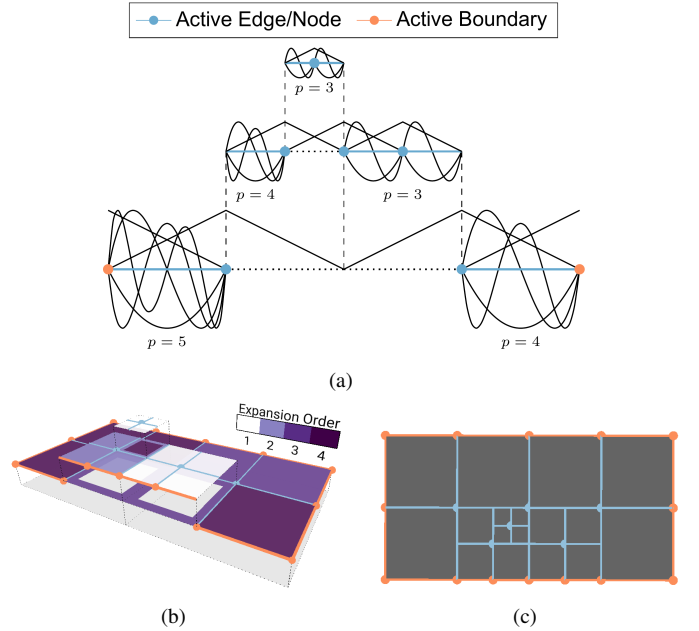 Active Edge/Node Active Boundary
p = 3
p = 4 p = 3
p = 5 p = 4
(a)
Expansion Order
1 2 3 4
(b) (c)